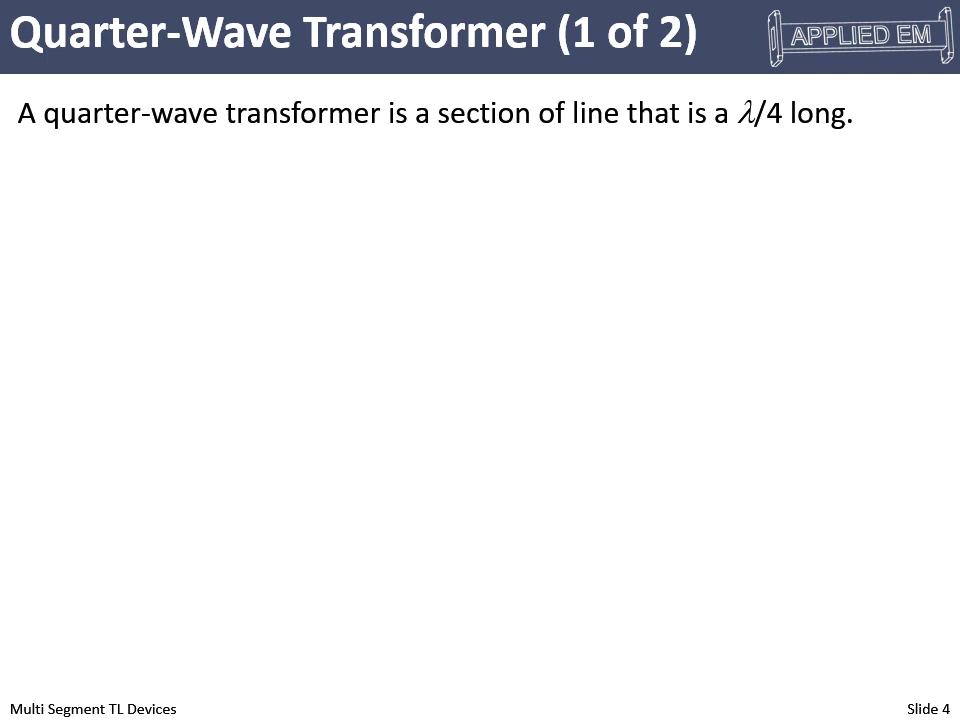 Quarter-Wave Transformer (1 of 2)
APPLIED EM
A quarter-wave transformer is a section of line that is a λ/4 long.
Multi Segment TL Devices
Slide 4